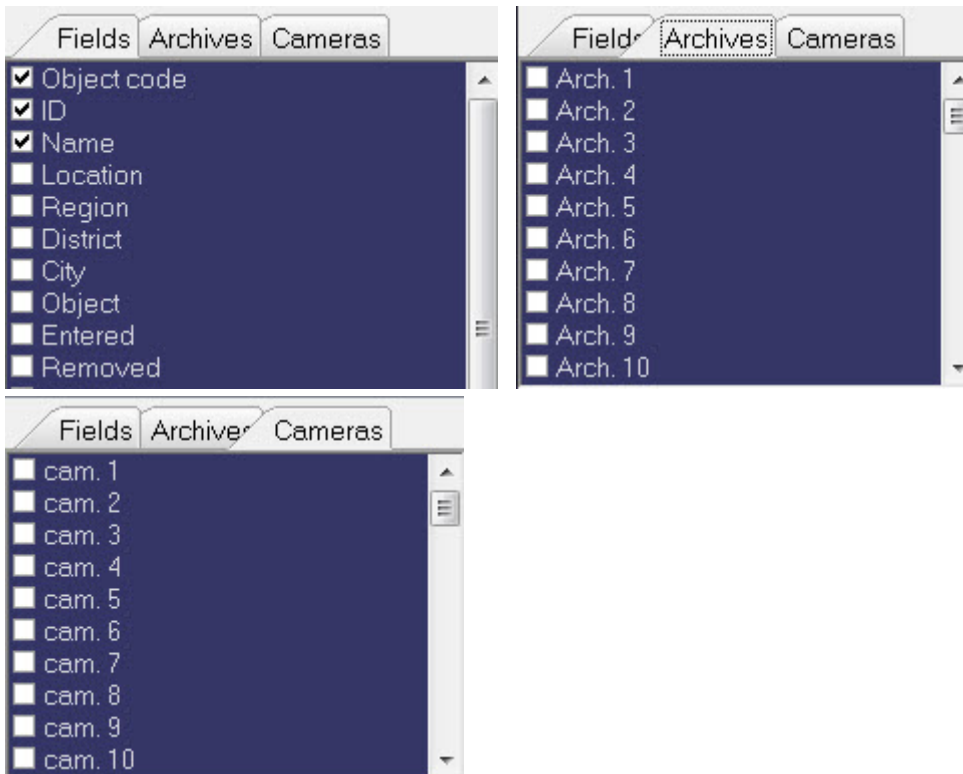 Fields Archives Cameras
Object code
ID
Name
Location
Region
District
City
Object
Entered
Removed
Field Archives Cameras
Arch. 1
Arch. 2
Arch. 3
Arch. 4
Arch. 5
Arch. 6
Arch. 7
Arch. 8
Arch. 9
Arch. 10
Fields Archive Cameras
cam. 1
cam. 2
cam. 3
cam. 4
cam. 5
cam. 6
cam. 7
cam. 8
cam. 9
cam. 10